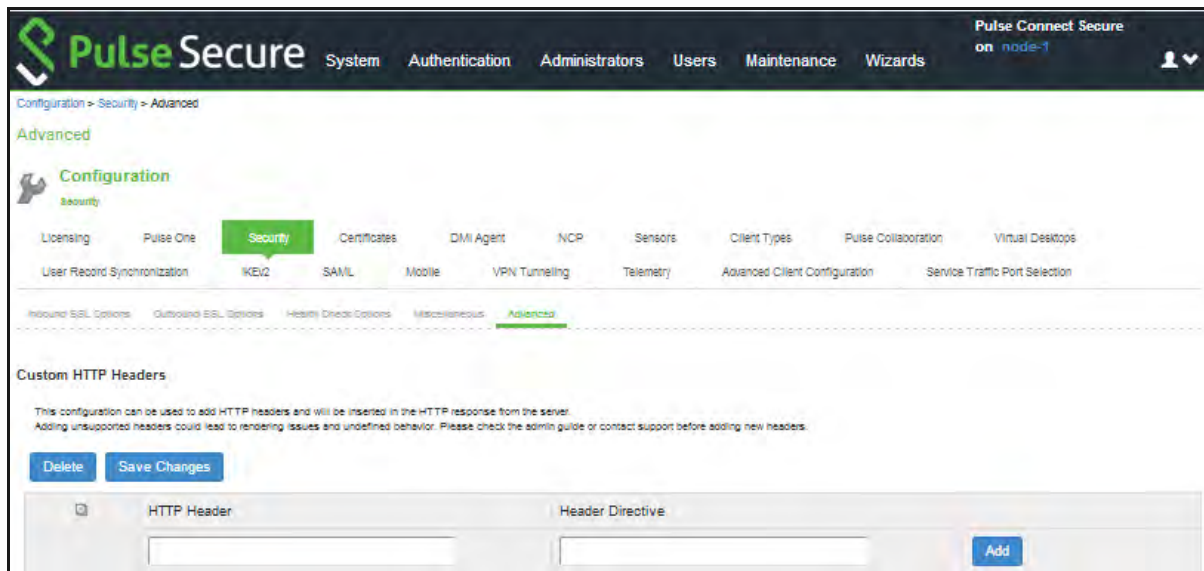 Pulse Secure
System Authentication Administrators Users Maintenance Wizards
Pulse Connect Secure
on node-1
Configuration > Security > Advanced
Advanced
Configuration
Security
Licensing Pulse One Security Certificates DMI Agent NCP Sensors Client Types Pulse Collaboration Virtual Desktops
User Record Synchronization IKEv2 SAML Mobile VPN Tunneling Telemetry Advanced Client Configuration Service Traffic Port Selection
Inbound SSL Options Outbound SSL Options Health Check Options Miscellaneous Advanced
Custom HTTP Headers
This configuration can be used to add HTTP headers and will be inserted in the HTTP response from the server.
Adding unsupported headers could lead to rendering issues and undefined behavior. Please check the admin guide or contact support before adding new headers.
Delete Save Changes
HTTP Header Header Directive
Add